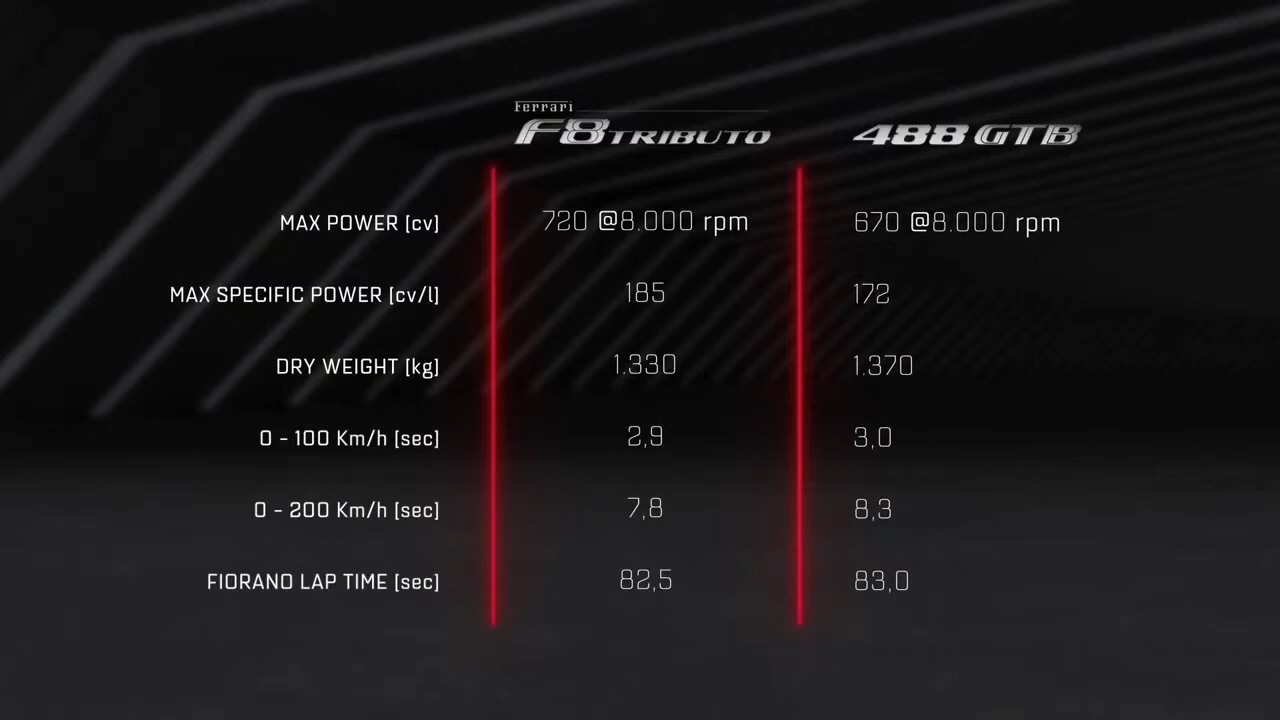 Ferrari
F8 TRIBUTO 488 GTB
MAX POWER [cv] 720 @8.000 rpm 670 @8.000 rpm
MAX SPECIFIC POWER [cv/l] 185 172
DRY WEIGHT [kg] 1.330 1.370
0 - 100 Km/h [sec] 2,9 3,0
0 - 200 Km/h [sec] 7,8 8,3
FIORANO LAP TIME [sec] 82,5 83,0